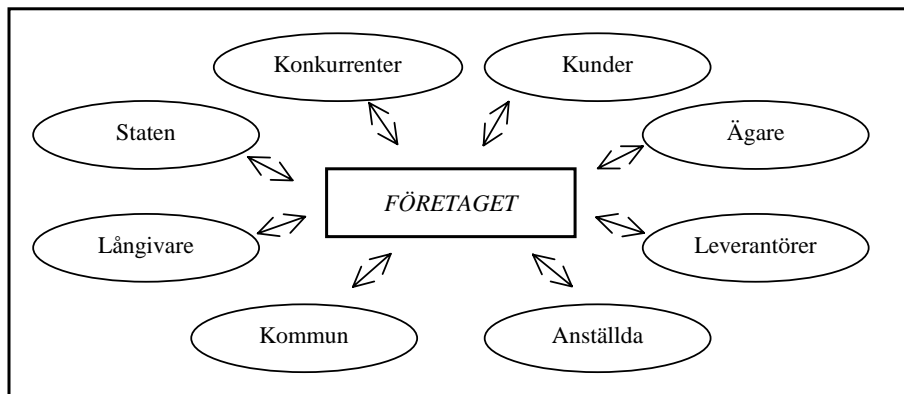 Konkurrenter
Kunder
Staten
Ägare
FÖRETAGET
Långivare
Leverantörer
Kommun
Anställda